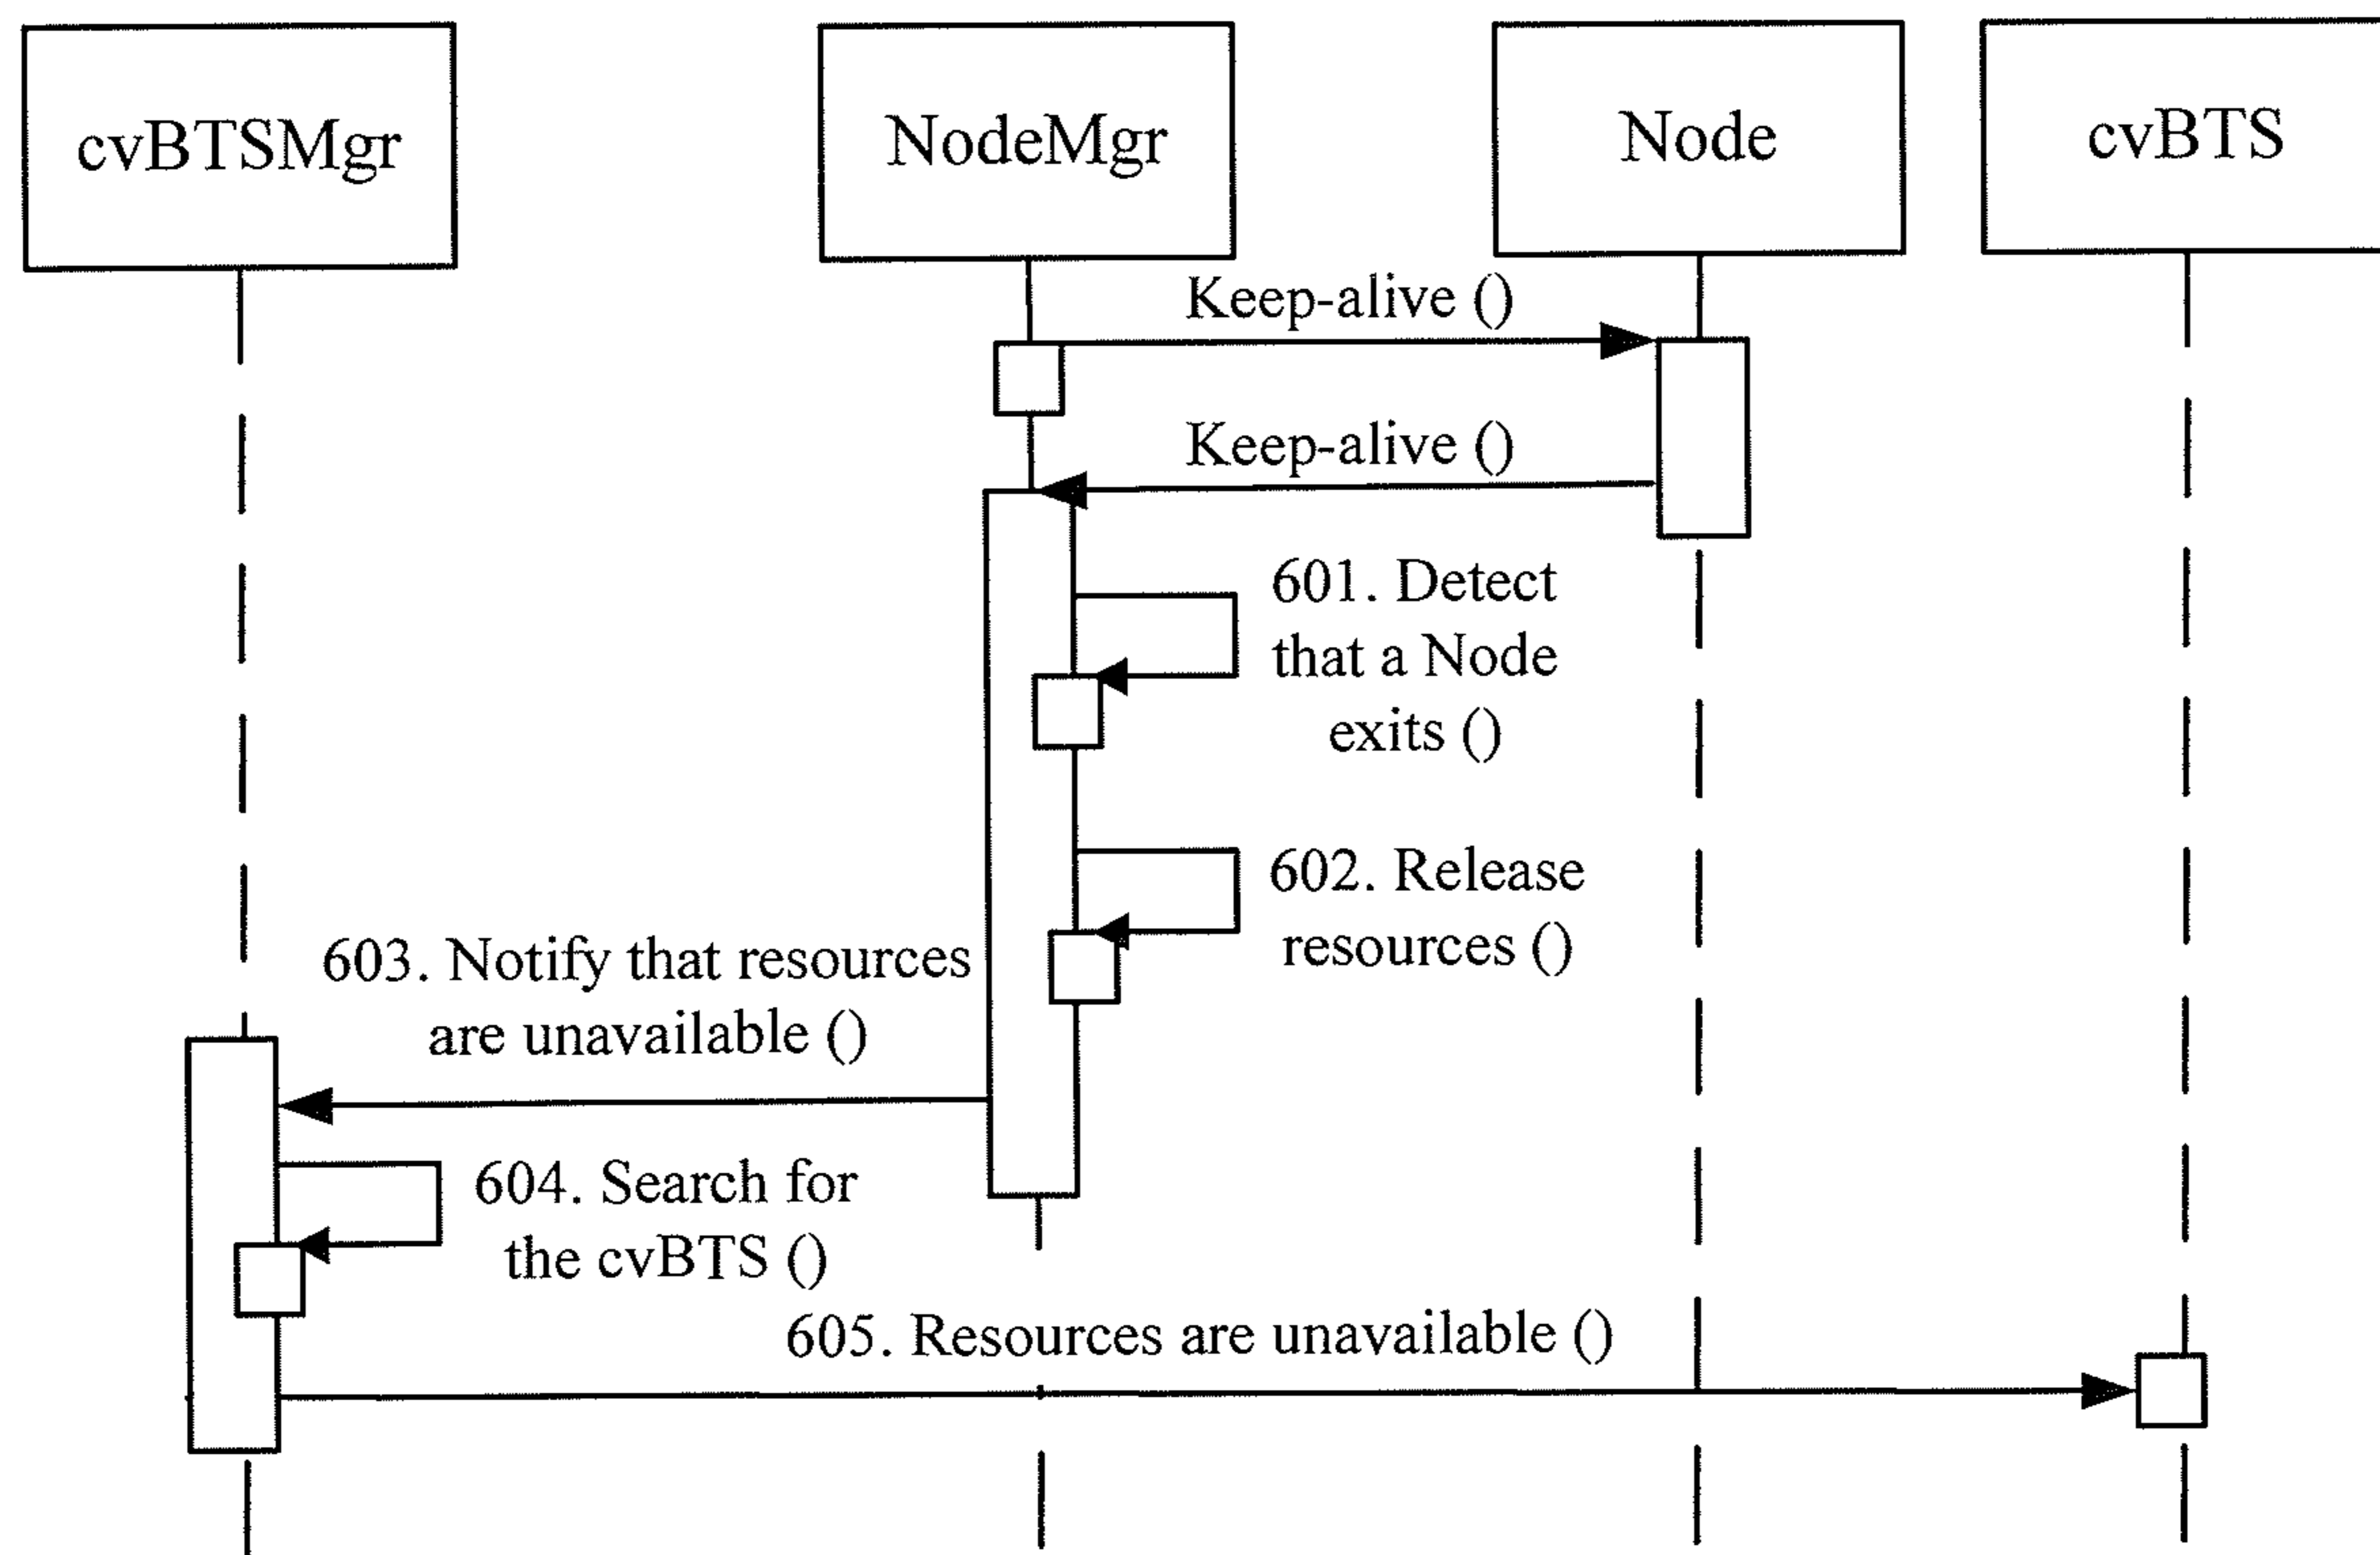 cvBTSMgr
NodeMgr
Node
cvBTS
Keep-alive ()
Keep-alive ()
601. Detect
that a Node
exits ()
602. Release
resources ()
603. Notify that resources
are unavailable ()
604. Search for
the cvBTS ()
605. Resources are unavailable ()